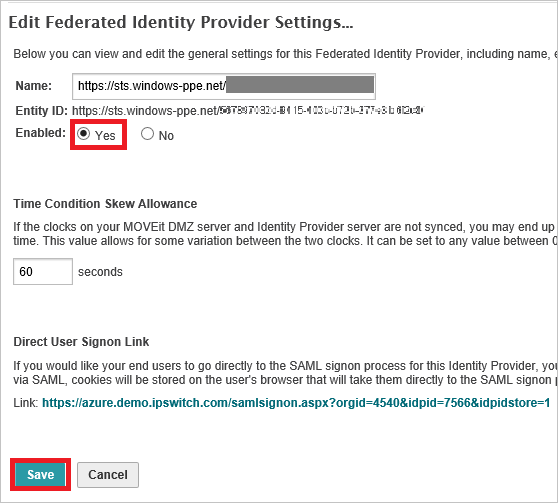 Edit Federated Identity Provider Settings...
Below you can view and edit the general settings for this Federated Identity Provider, including name, e
Name: https://sts.windows-ppe.net/
Entity ID: https://sts.windows-ppe.net/
Enabled: Yes No
Time Condition Skew Allowance
If the clocks on your MOVEit DMZ server and Identity Provider server are not synced, you may end up
time. This value allows for some variation between the two clocks. It can be set to any value between 0
60 seconds
Direct User Signon Link
If you would like your end users to go directly to the SAML signon process for this Identity Provider, you
via SAML, cookies will be stored on the user's browser that will take them directly to the SAML signon p
Link: https://azure.demo.ipswitch.com/samlsignon.aspx?orgid=4540&idpid=7566&idpidstore=1
Save Cancel